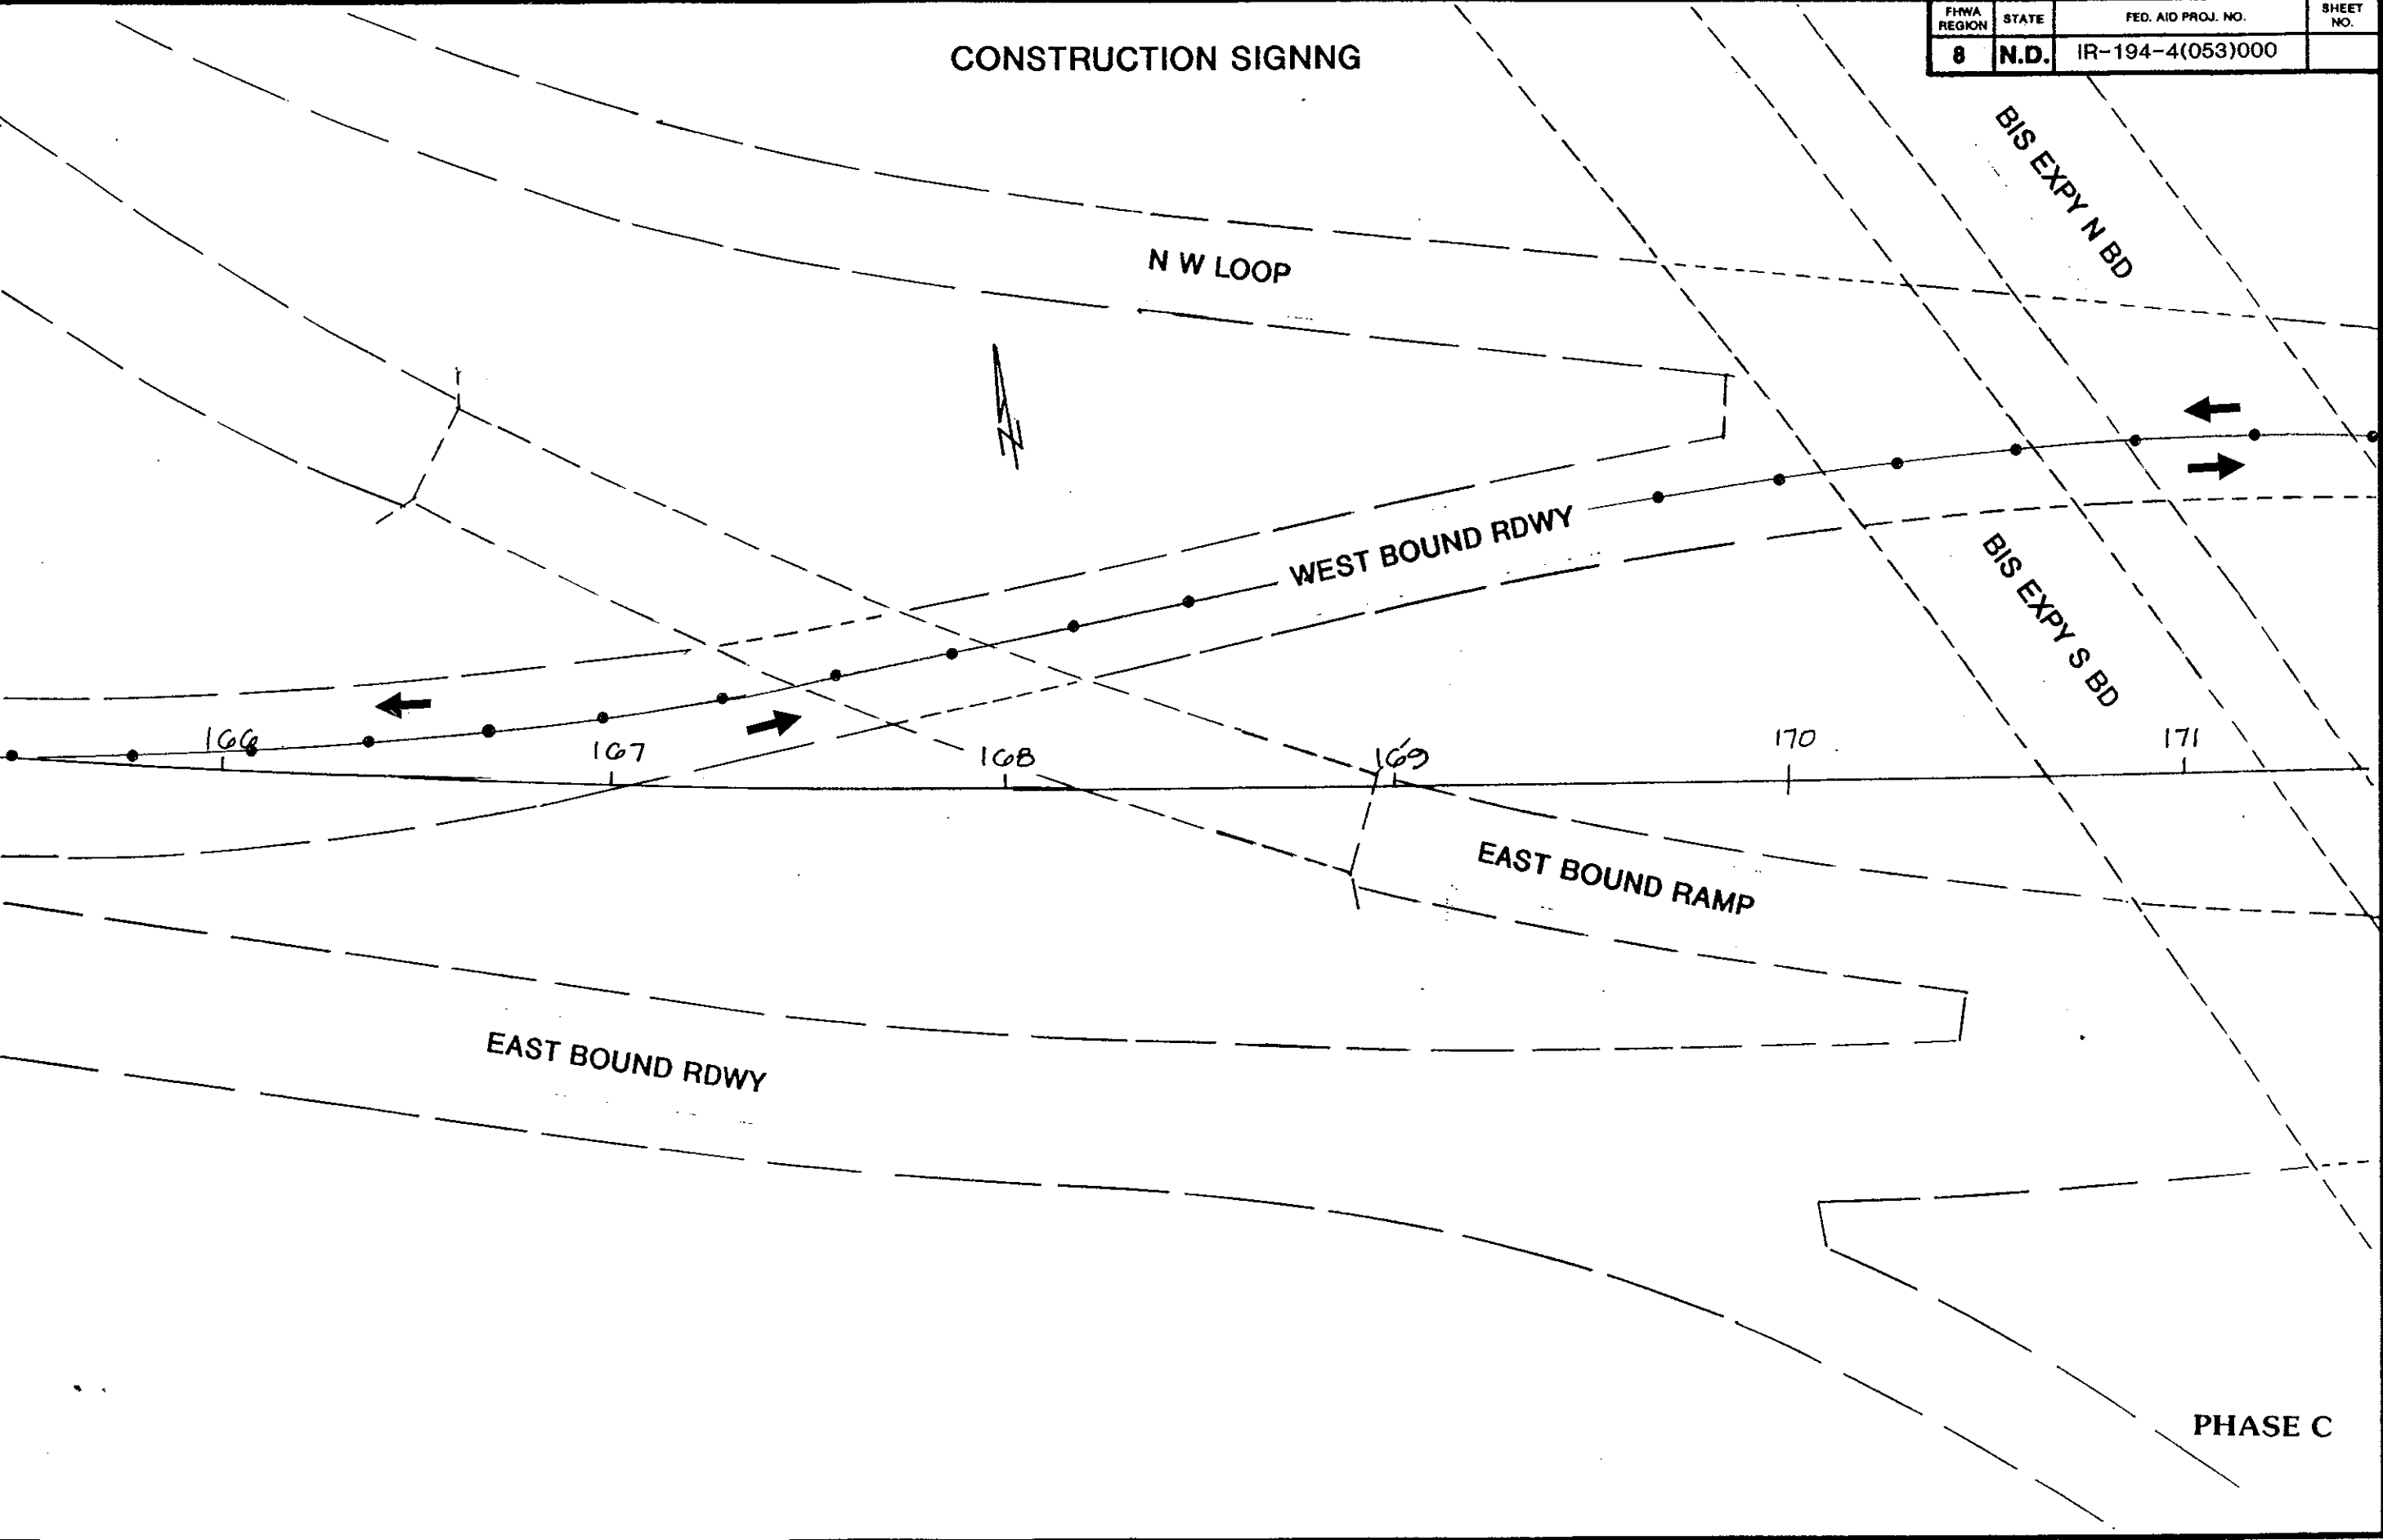 FHWA REGION
STATE
FED. AID PROJ. NO.
SHEET NO.
8
N.D.
IR-194-4(053)000
CONSTRUCTION SIGNNG
BIS EXPY N BD
N W LOOP
WEST BOUND RDWY
BIS EXPY S BD
166
167
168
169
170
171
EAST BOUND RAMP
EAST BOUND RDWY
PHASE C